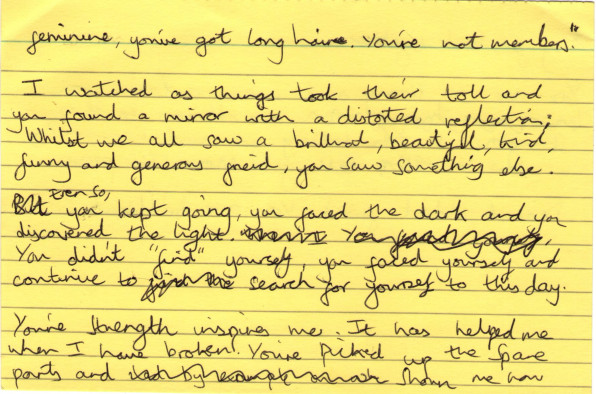 feminine, you've got long hair. You're not members."
I watched as things took their toll and
you found a mirror with a distorted reflection;
Whilst we all saw a brilliant, beautiful, kind,
funny and generous friend, you saw something else.
Even so,
But you kept going, you faced the dark and you
discovered the light. You
You didn't "find" yourself, you faced yourself and
continue to search for yourself to this day.
You're strength inspires me. It has helped me
when I have broken. You're picked up the spare
parts and shown me how